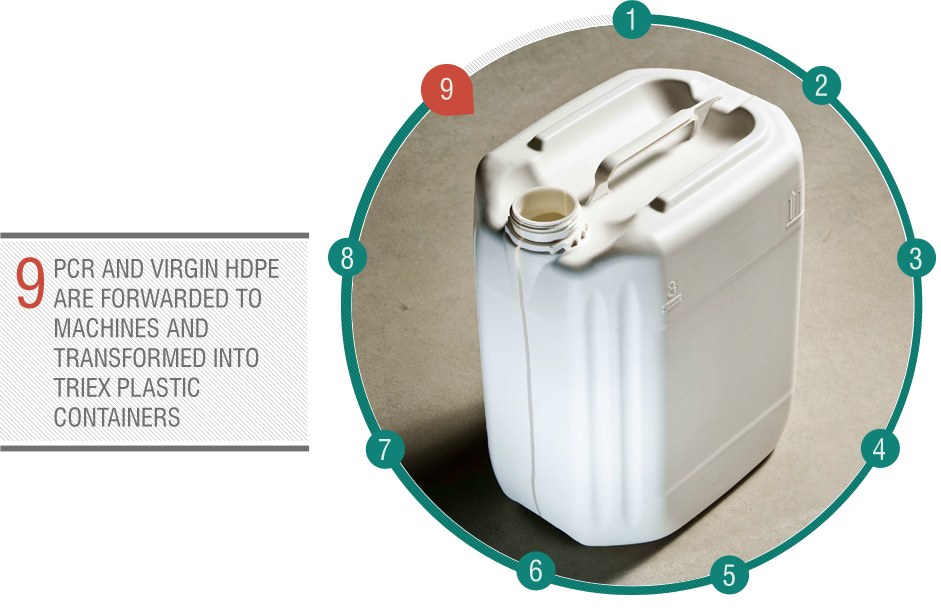 1
2
3
4
5
6
7
8
9
9
PCR AND VIRGIN HDPE
ARE FORWARDED TO
MACHINES AND
TRANSFORMED INTO
TRIEX PLASTIC
CONTAINERS